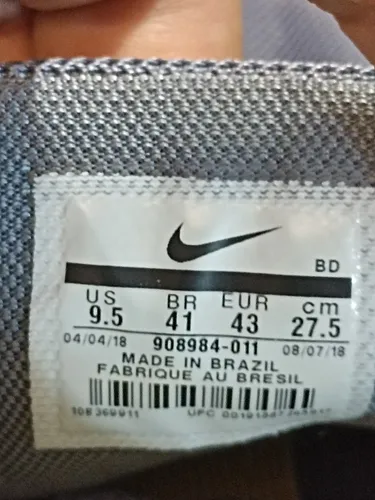 BD
US BR EUR cm
9.5 41 43 27.5
04/04/18 908984-011 08/07/18
MADE IN BRAZIL
FABRIQUE AU BRESIL
UPC